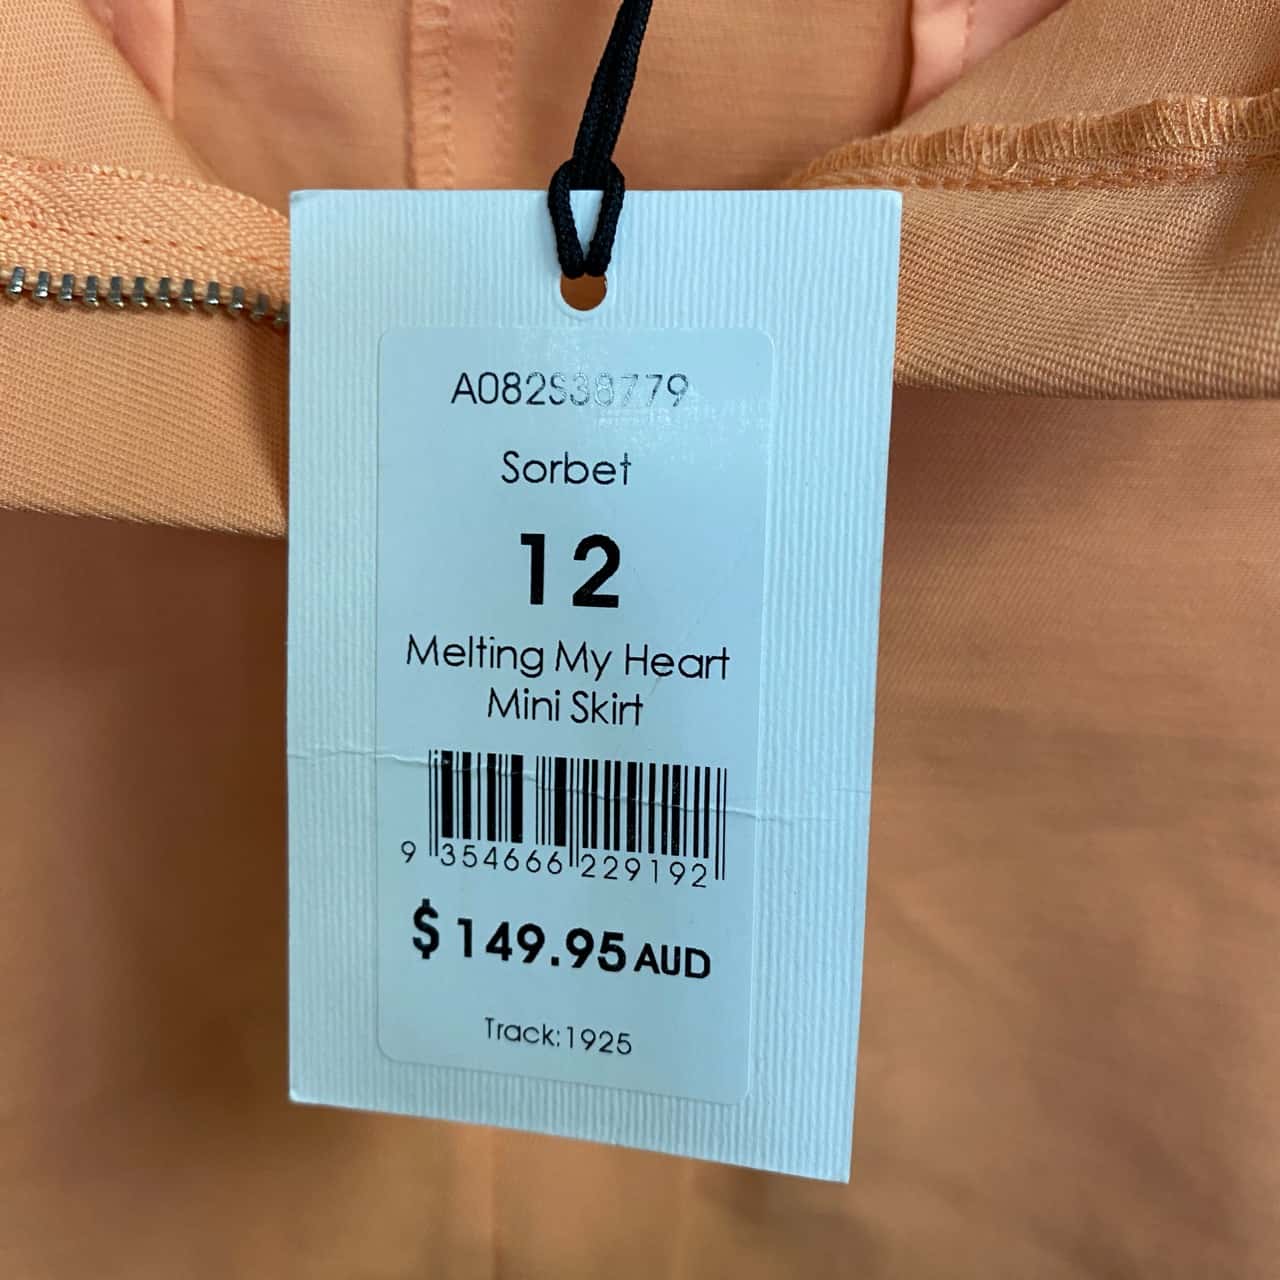 A082S38779
Sorbet
12
Melting My Heart
Mini Skirt
9 354666 229192
$149.95 AUD
Track:1925